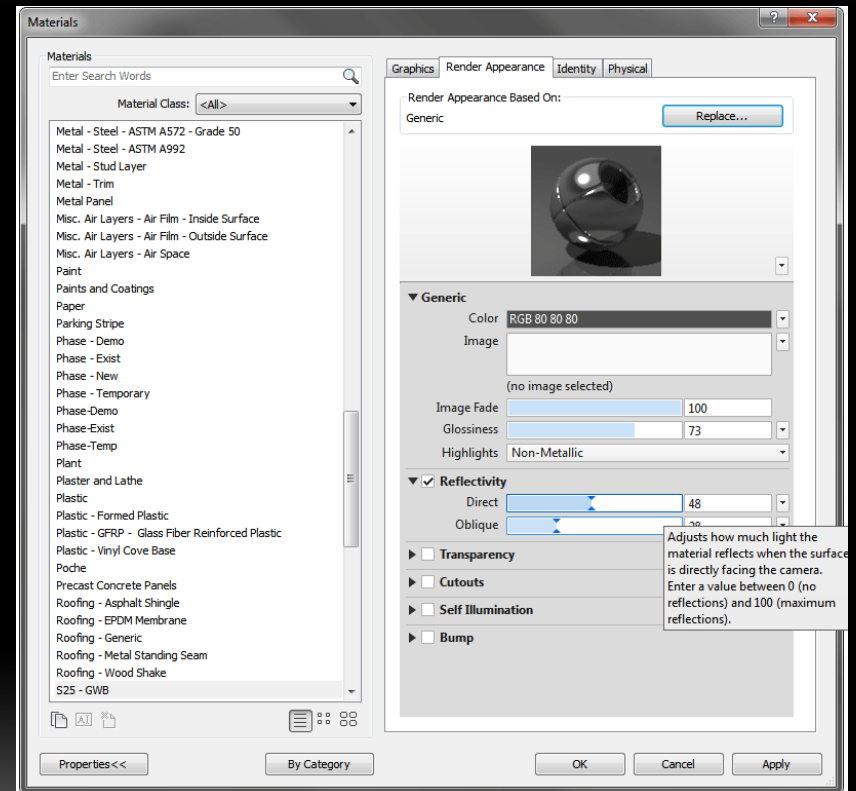 Materials
Materials
Enter Search Words
Material Class: <All>
Metal - Steel - ASTM A572 - Grade 50
Metal - Steel - ASTM A992
Metal - Stud Layer
Metal - Trim
Metal Panel
Misc. Air Layers - Air Film - Inside Surface
Misc. Air Layers - Air Film - Outside Surface
Misc. Air Layers - Air Space
Paint
Paints and Coatings
Paper
Parking Stripe
Phase - Demo
Phase - Exist
Phase - New
Phase - Temporary
Phase-Demo
Phase-Exist
Phase-Temp
Plant
Plaster and Lathe
Plastic
Plastic - Formed Plastic
Plastic - GFRP - Glass Fiber Reinforced Plastic
Plastic - Vinyl Cove Base
Poche
Precast Concrete Panels
Roofing - Asphalt Shingle
Roofing - EPDM Membrane
Roofing - Generic
Roofing - Metal Standing Seam
Roofing - Wood Shake
S25 - GWB
Graphics Render Appearance Identity Physical
Render Appearance Based On:
Generic Replace...
Generic
Color RGB 80 80 80
Image
(no image selected)
Image Fade 100
Glossiness 73
Highlights Non-Metallic
Reflectivity
Direct 48
Oblique
Adjusts how much light the
material reflects when the surface
is directly facing the camera.
Enter a value between 0 (no
reflections) and 100 (maximum
reflections).
Transparency
Cutouts
Self Illumination
Bump
Properties<< By Category OK Cancel Apply